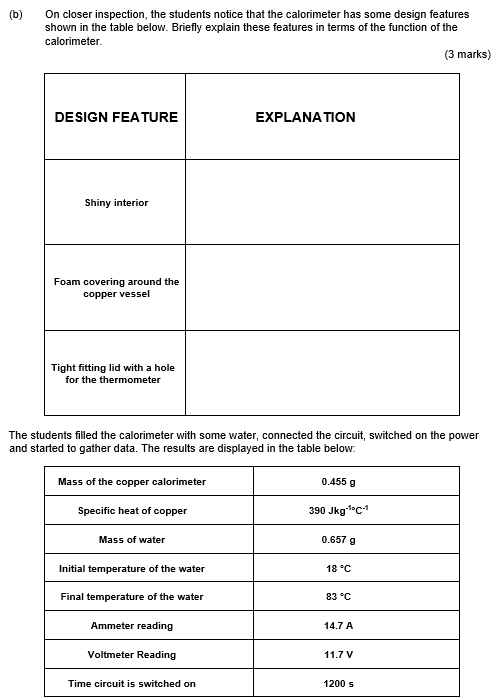 (b) On closer inspection, the students notice that the calorimeter has some design features
shown in the table below. Briefly explain these features in terms of the function of the
calorimeter.
(3 marks)
DESIGN FEATURE EXPLANATION
Shiny interior
Foam covering around the
copper vessel
Tight fitting lid with a hole
for the thermometer
The students filled the calorimeter with some water, connected the circuit, switched on the power
and started to gather data. The results are displayed in the table below:
Mass of the copper calorimeter 0.455 g
Specific heat of copper 390 Jkg⁻¹°C⁻¹
Mass of water 0.657 g
Initial temperature of the water 18 °C
Final temperature of the water 83 °C
Ammeter reading 14.7 A
Voltmeter Reading 11.7 V
Time circuit is switched on 1200 s